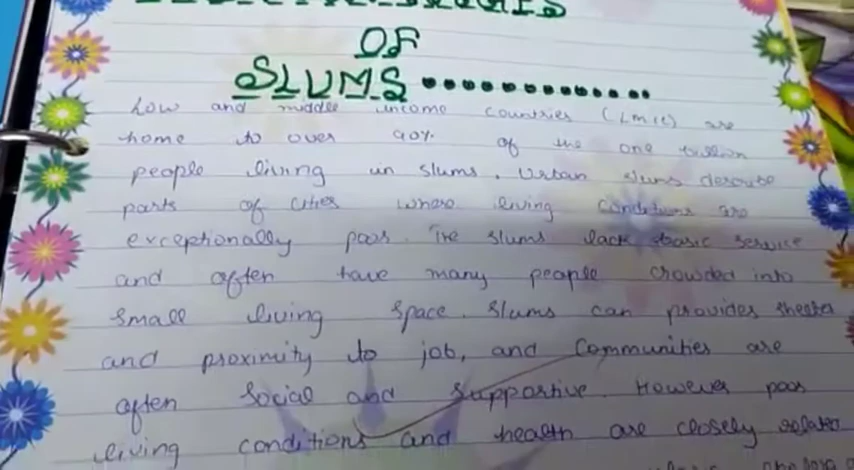 OF
SLUMS
Low and middle income countries (LMIC) are
home to over 90% of the one billion
people living in slums. Urban slums describe
parts of cities where living conditions are
exceptionally poor. The slums lack basic service
and often have many people crowded into
small living space. Slums can provides shelter
and proximity to job, and communities are
often social and supportive. However poor
living conditions and health are closely related